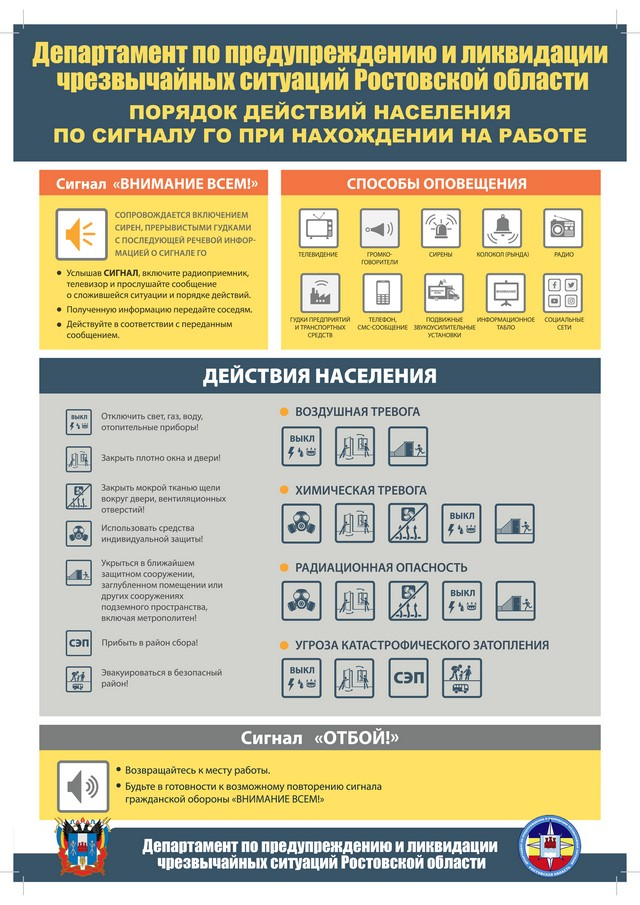 Департамент по предупреждению и ликвидации
чрезвычайных ситуаций Ростовской области
ПОРЯДОК ДЕЙСТВИЙ НАСЕЛЕНИЯ
ПО СИГНАЛУ ГО ПРИ НАХОЖДЕНИИ НА РАБОТЕ
Сигнал «ВНИМАНИЕ ВСЕМ!»
СОПРОВОЖДАЕТСЯ ВКЛЮЧЕНИЕМ
СИРЕН, ПРЕРЫВИСТЫМИ ГУДКАМИ
С ПОСЛЕДУЮЩЕЙ РЕЧЕВОЙ ИНФОР-
МАЦИЕЙ О СИГНАЛЕ ГО
• Услышав СИГНАЛ, включите радиоприемник,
телевизор и прослушайте сообщение
о сложившейся ситуации и порядке действий.
• Полученную информацию передайте соседям.
• Действуйте в соответствии с переданным
сообщением.
СПОСОБЫ ОПОВЕЩЕНИЯ
ТЕЛЕВИДЕНИЕ
ГРОМКО-
ГОВОРИТЕЛИ
СИРЕНЫ
КОЛОКОЛ (РЫНДА)
РАДИО
ГУДКИ ПРЕДПРИЯТИЙ
И ТРАНСПОРТНЫХ
СРЕДСТВ
ТЕЛЕФОН,
СМС-СООБЩЕНИЕ
ПОДВИЖНЫЕ
ЗВУКОУСИЛИТЕЛЬНЫЕ
УСТАНОВКИ
ИНФОРМАЦИОННОЕ
ТАБЛО
СОЦИАЛЬНЫЕ
СЕТИ
ДЕЙСТВИЯ НАСЕЛЕНИЯ
ВЫКЛ
Отключить свет, газ, воду,
отопительные приборы!
Закрыть плотно окна и двери!
Закрыть мокрой тканью щели
вокруг двери, вентиляционных
отверстий!
Использовать средства
индивидуальной защиты!
Укрыться в ближайшем
защитном сооружении,
заглубленном помещении или
других сооружениях
подземного пространства,
включая метрополитен!
СЭП
Прибыть в район сбора!
Эвакуироваться в безопасный
район!
ВОЗДУШНАЯ ТРЕВОГА
ВЫКЛ
ХИМИЧЕСКАЯ ТРЕВОГА
ВЫКЛ
РАДИАЦИОННАЯ ОПАСНОСТЬ
ВЫКЛ
УГРОЗА КАТАСТРОФИЧЕСКОГО ЗАТОПЛЕНИЯ
ВЫКЛ
СЭП
Сигнал «ОТБОЙ!»
• Возвращайтесь к месту работы.
• Будьте в готовности к возможному повторению сигнала
гражданской обороны «ВНИМАНИЕ ВСЕМ!»
Департамент по предупреждению и ликвидации
чрезвычайных ситуаций Ростовской области